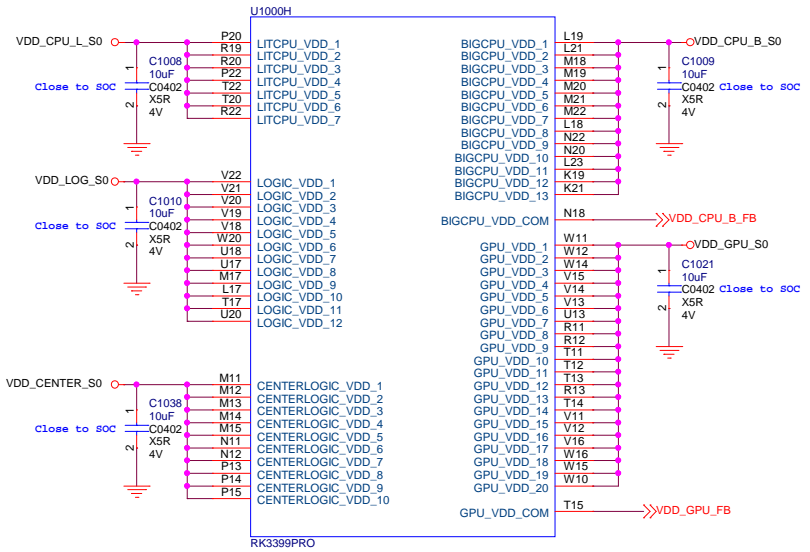 U1000H
VDD_CPU_L_S0
C1008
10uF
C0402
X5R
4V
1
2
Close to SOC
P20 LITCPU_VDD_1
R19 LITCPU_VDD_2
R20 LITCPU_VDD_3
P22 LITCPU_VDD_4
T22 LITCPU_VDD_5
T20 LITCPU_VDD_6
R22 LITCPU_VDD_7
VDD_LOG_S0
C1010
10uF
C0402
X5R
4V
1
2
Close to SOC
V22 LOGIC_VDD_1
V21 LOGIC_VDD_2
V20 LOGIC_VDD_3
V19 LOGIC_VDD_4
V18 LOGIC_VDD_5
W20 LOGIC_VDD_6
U18 LOGIC_VDD_7
U17 LOGIC_VDD_8
M17 LOGIC_VDD_9
L17 LOGIC_VDD_10
T17 LOGIC_VDD_11
U20 LOGIC_VDD_12
VDD_CENTER_S0
C1038
10uF
C0402
X5R
4V
1
2
Close to SOC
M11 CENTERLOGIC_VDD_1
M12 CENTERLOGIC_VDD_2
M13 CENTERLOGIC_VDD_3
M14 CENTERLOGIC_VDD_4
M15 CENTERLOGIC_VDD_5
N11 CENTERLOGIC_VDD_6
N12 CENTERLOGIC_VDD_7
P13 CENTERLOGIC_VDD_8
P14 CENTERLOGIC_VDD_9
P15 CENTERLOGIC_VDD_10
BIGCPU_VDD_1 L19
BIGCPU_VDD_2 L21
BIGCPU_VDD_3 M18
BIGCPU_VDD_4 M19
BIGCPU_VDD_5 M20
BIGCPU_VDD_6 M21
BIGCPU_VDD_7 M22
BIGCPU_VDD_8 L18
BIGCPU_VDD_9 N22
BIGCPU_VDD_10 N20
BIGCPU_VDD_11 L23
BIGCPU_VDD_12 K19
BIGCPU_VDD_13 K21
VDD_CPU_B_S0
C1009
10uF
C0402
X5R
4V
1
2
Close to SOC
BIGCPU_VDD_COM N18 VDD_CPU_B_FB
GPU_VDD_1 W11
GPU_VDD_2 W12
GPU_VDD_3 W14
GPU_VDD_4 V15
GPU_VDD_5 V14
GPU_VDD_6 V13
GPU_VDD_7 U13
GPU_VDD_8 R11
GPU_VDD_9 R12
GPU_VDD_10 T11
GPU_VDD_11 T12
GPU_VDD_12 T13
GPU_VDD_13 R13
GPU_VDD_14 T14
GPU_VDD_15 V11
GPU_VDD_16 V12
GPU_VDD_17 V16
GPU_VDD_18 W16
GPU_VDD_19 W15
GPU_VDD_20 W10
VDD_GPU_S0
C1021
10uF
C0402
X5R
4V
1
2
Close to SOC
GPU_VDD_COM T15 VDD_GPU_FB
RK3399PRO